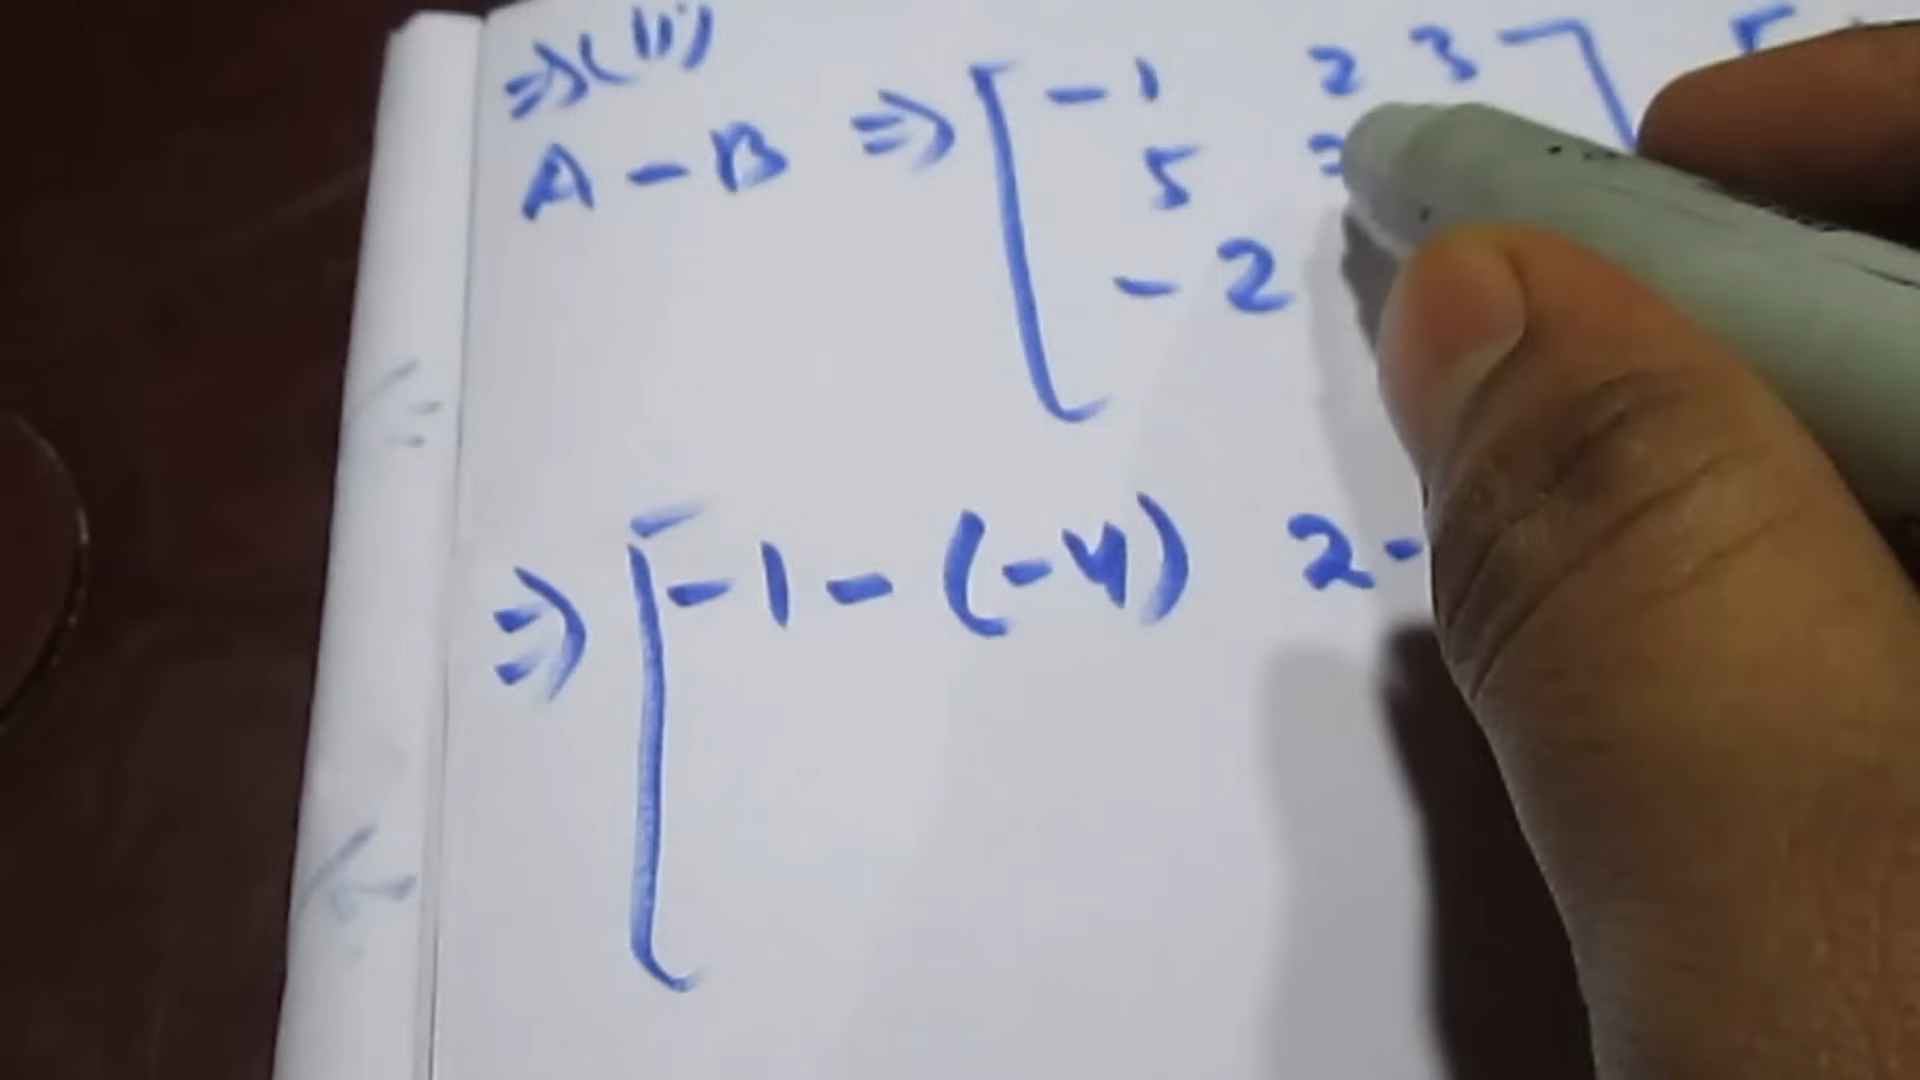 ⇒ (ii)
A - B ⇒ [ -1 2 3 ]
5
-2
⇒ [ -1 - (-4) 2 -